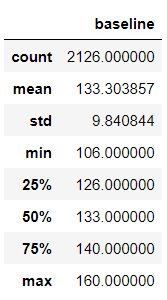 baseline
count 2126.000000
mean 133.303857
std 9.840844
min 106.000000
25% 126.000000
50% 133.000000
75% 140.000000
max 160.000000